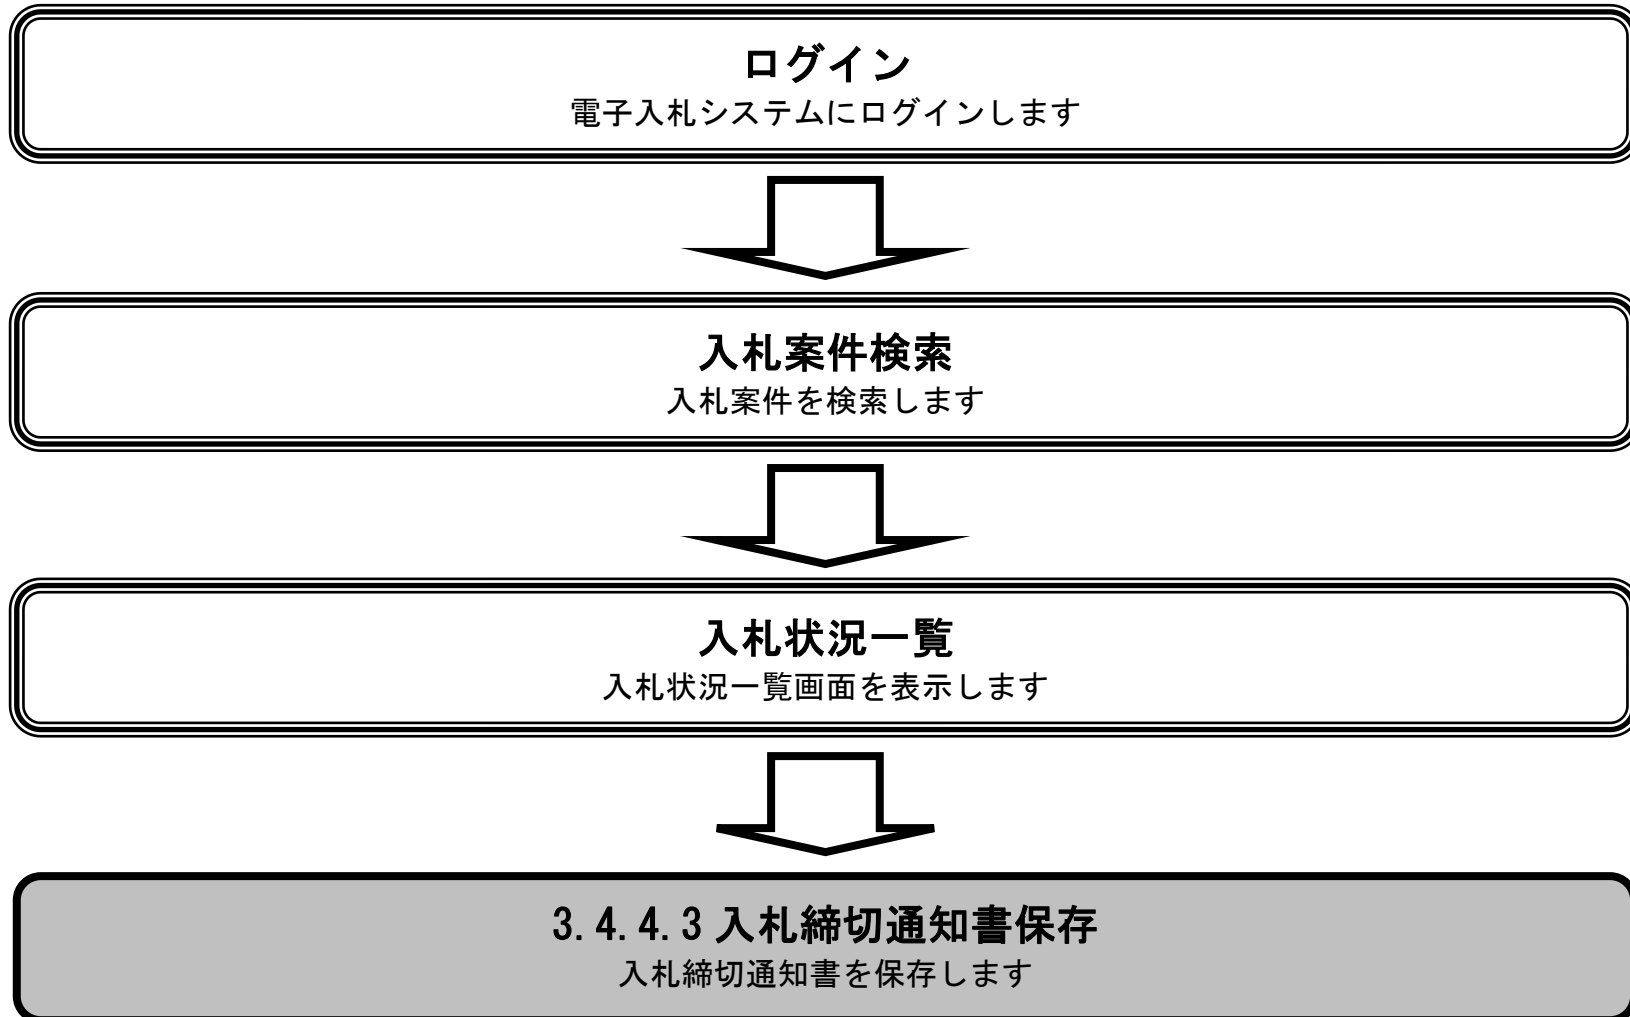 ログイン
電子入札システムにログインします
入札案件検索
入札案件を検索します
入札状況一覧
入札状況一覧画面を表示します
3.4.4.3 入札締切通知書保存
入札締切通知書を保存します